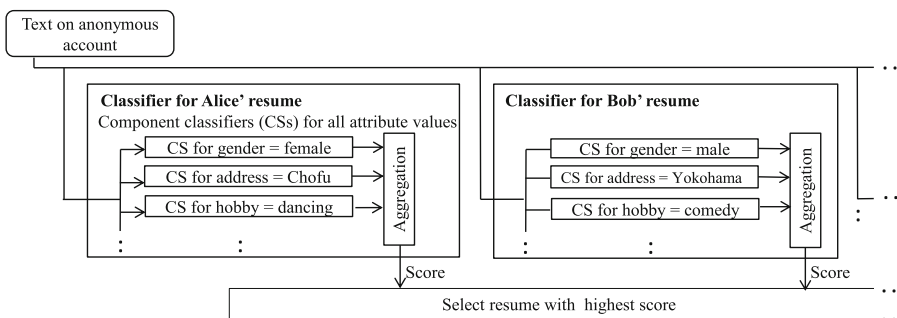 Text on anonymous
account
Classifier for Alice’ resume
Component classifiers (CSs) for all attribute values
CS for gender = female
CS for address = Chofu
CS for hobby = dancing
Aggregation
Score
Classifier for Bob’ resume
CS for gender = male
CS for address = Yokohama
CS for hobby = comedy
Aggregation
Score
Select resume with highest score